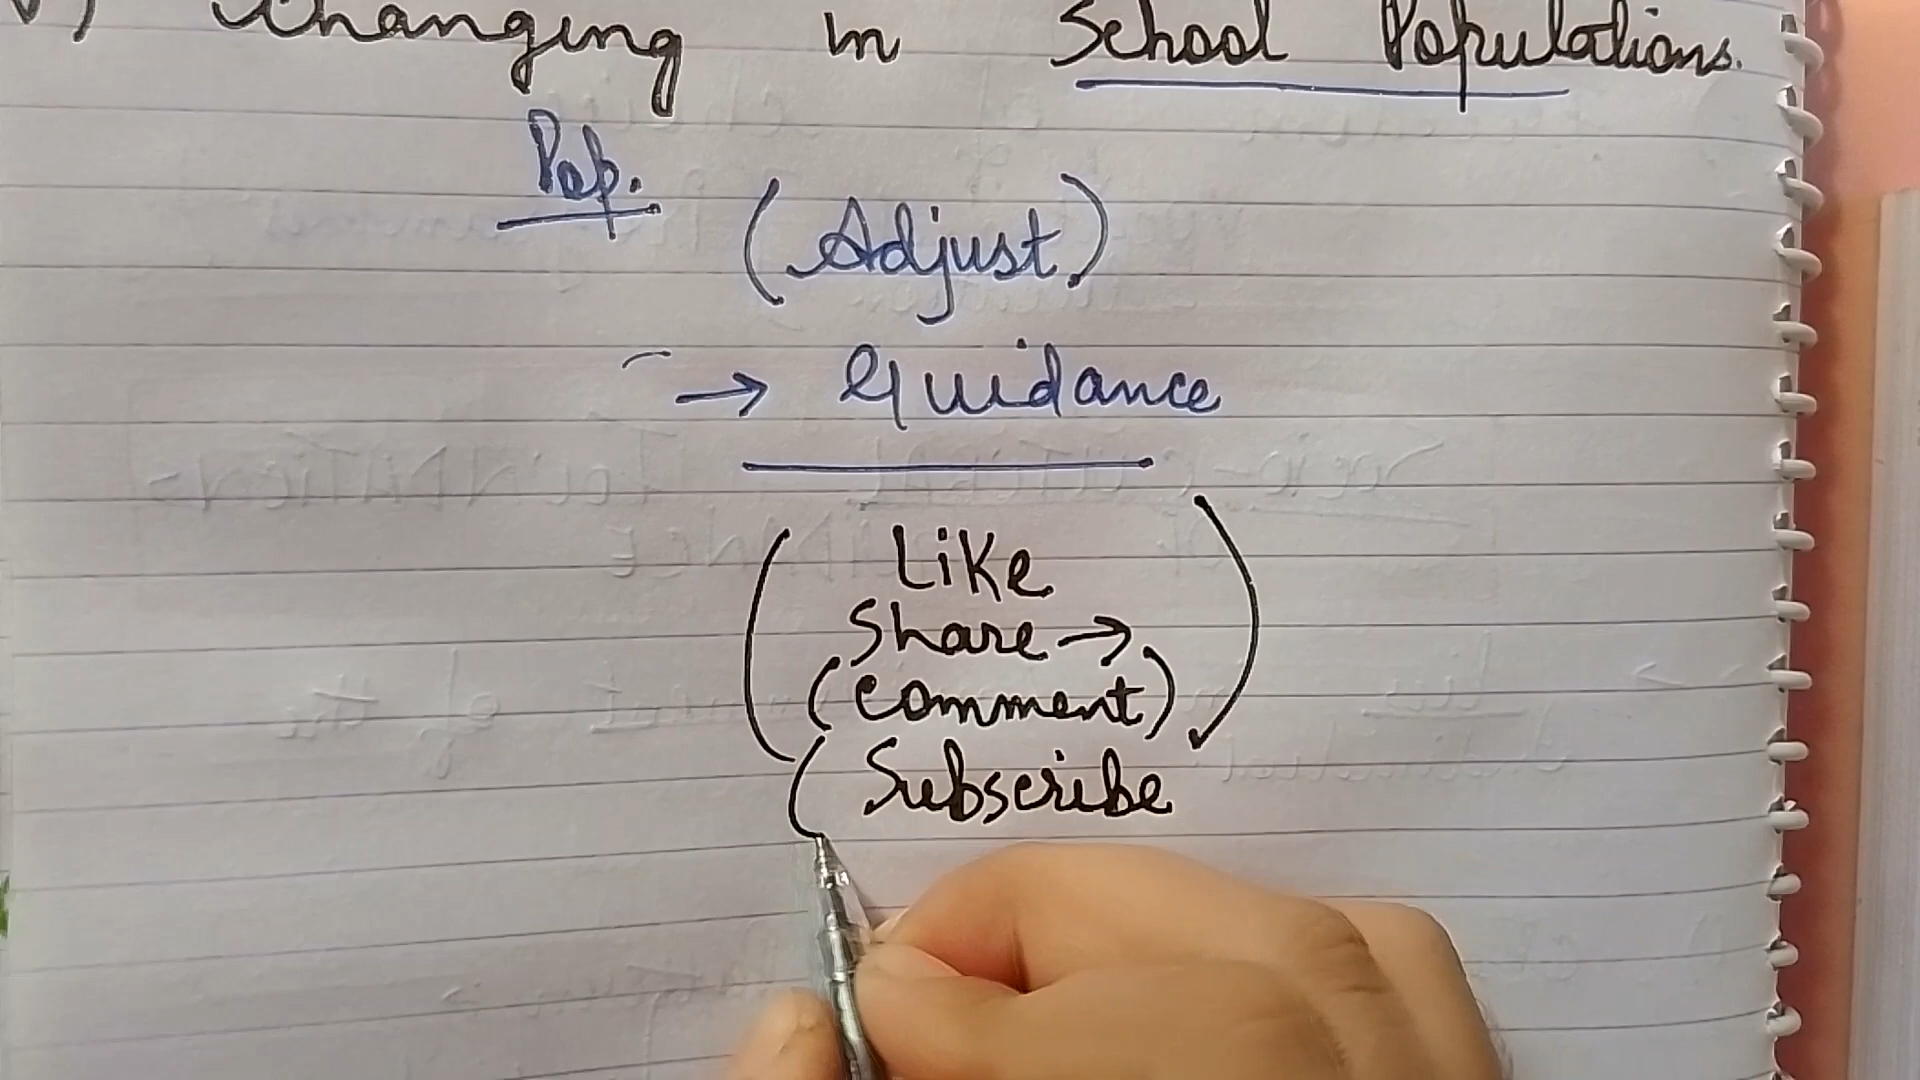 v) Changing in School Populations.
Pop.
(Adjust)
→ Guidance
Like
Share →
(Comment)
(Subscribe